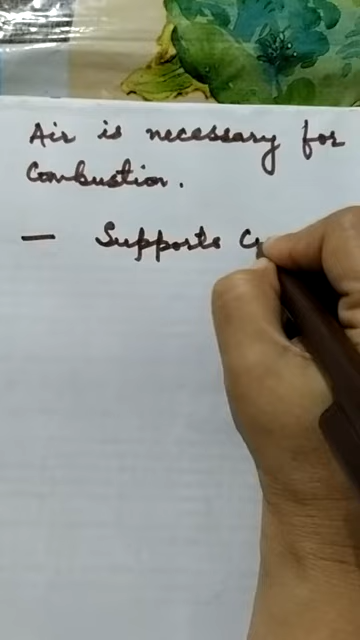 Air is necessary for
Combustion.
— Supports